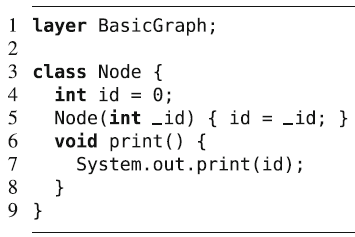 1 layer BasicGraph;
2
3 class Node {
4   int id = 0;
5   Node(int _id) { id = _id; }
6   void print() {
7     System.out.print(id);
8   }
9 }